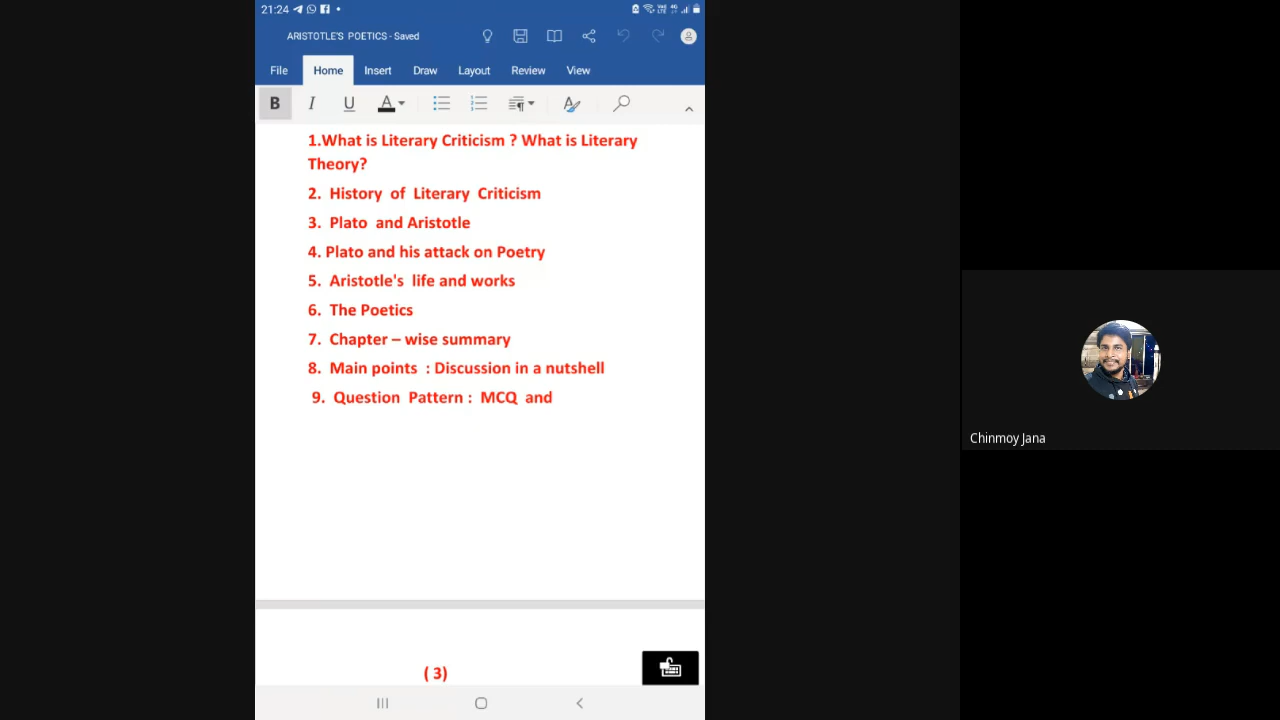 21:24
ARISTOTLE'S POETICS - Saved
File Home Insert Draw Layout Review View
B I U A
1.What is Literary Criticism ? What is Literary
Theory?
2. History of Literary Criticism
3. Plato and Aristotle
4. Plato and his attack on Poetry
5. Aristotle's life and works
6. The Poetics
7. Chapter – wise summary
8. Main points : Discussion in a nutshell
9. Question Pattern : MCQ and
( 3)
Chinmoy Jana